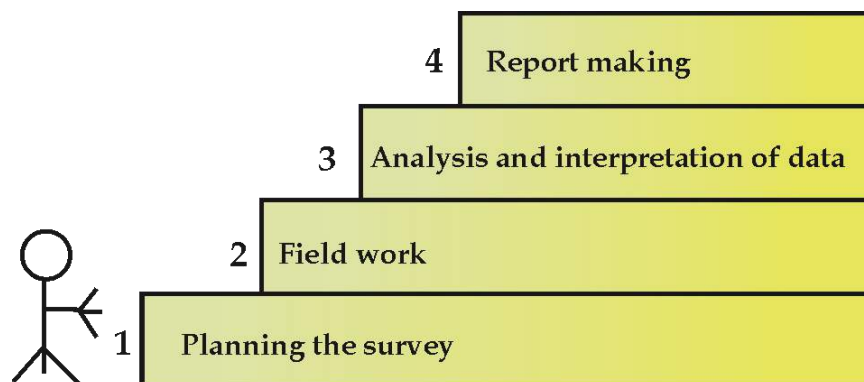 4 Report making
3 Analysis and interpretation of data
2 Field work
1 Planning the survey